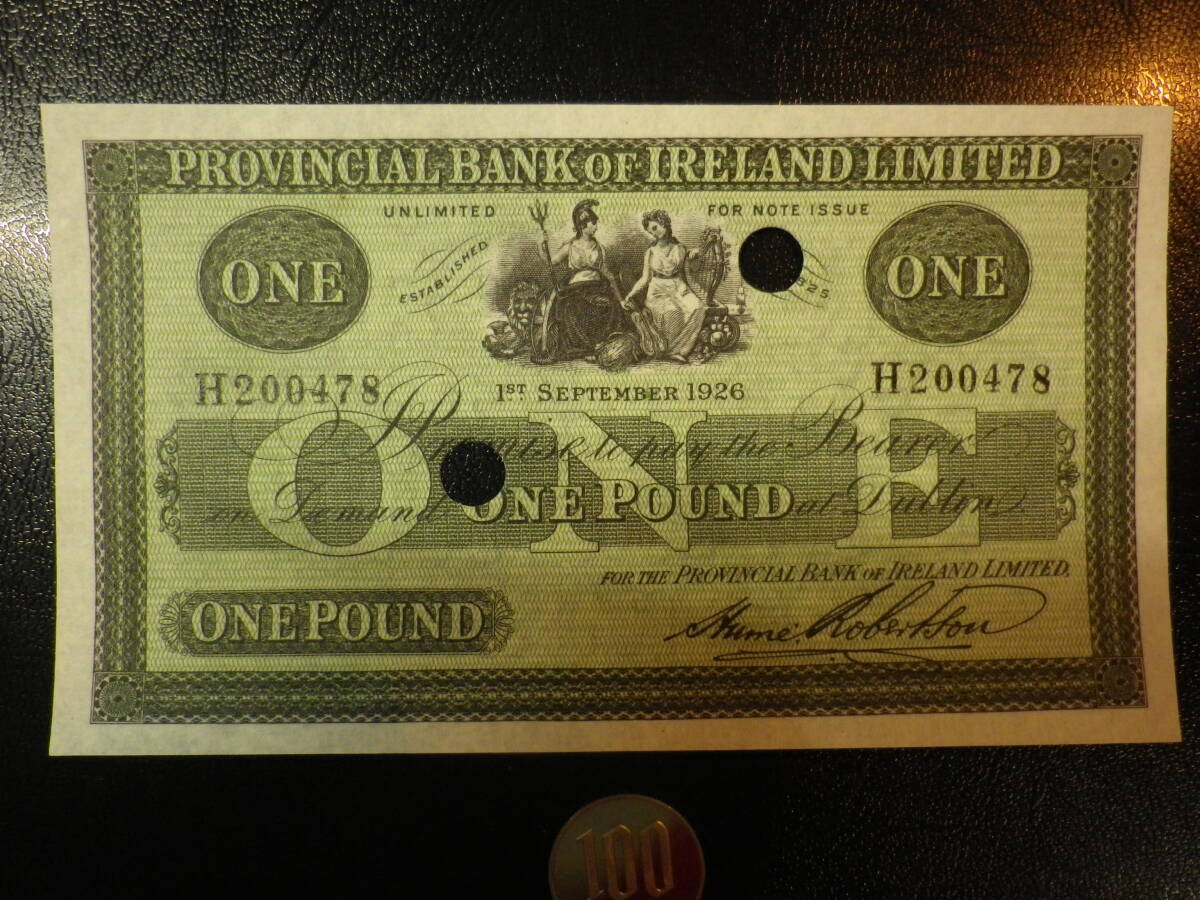 PROVINCIAL BANK OF IRELAND LIMITED
UNLIMITED FOR NOTE ISSUE
ESTABLISHED
ONE ONE
H200478 H200478
1ST SEPTEMBER 1926
ONE
to pay the Bearer
on Demand ONE POUND at Dublin
FOR THE PROVINCIAL BANK OF IRELAND LIMITED.
ONE POUND
Hume Robertson
100